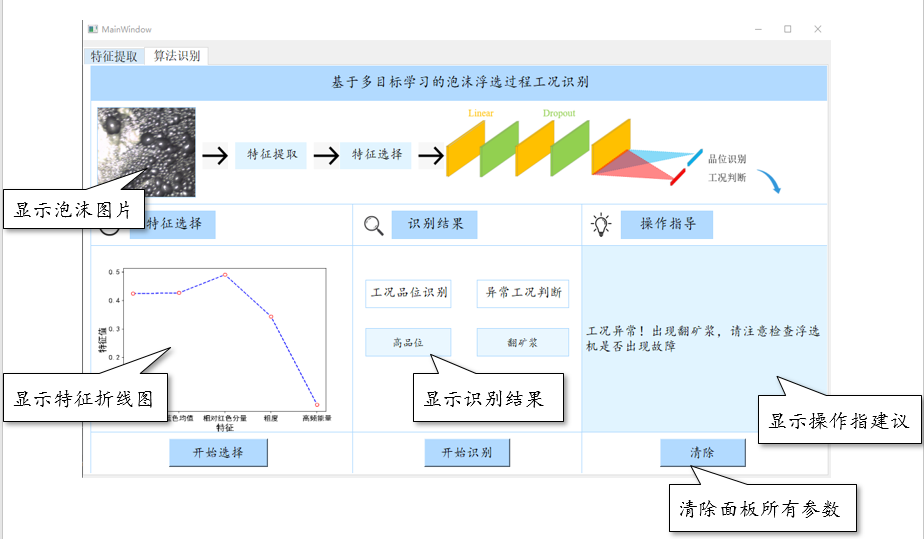 MainWindow
特征提取 算法识别
基于多目标学习的泡沫浮选过程工况识别
Linear Dropout
特征提取 特征选择
品位识别
工况判断
显示泡沫图片
特征选择 识别结果 操作指导
0.5
0.4
0.3
0.2
特征值
工况品位识别 异常工况判断
高品位 翻矿浆
工况异常！出现翻矿浆，请注意检查浮选
机是否出现故障
显示特征折线图
显示识别结果
显示操作指建议
色均值 相对红色分量 粗度 高频能量
特征
开始选择 开始识别 清除
清除面板所有参数